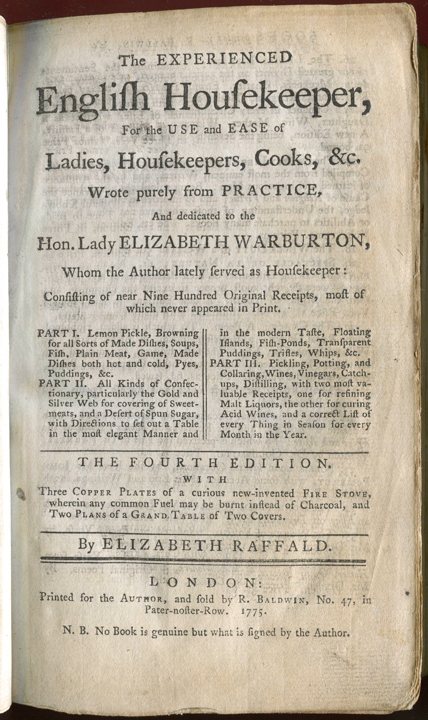 The EXPERIENCED
Engliſh Houſekeeper,
For the USE and EASE of
Ladies, Houſekeepers, Cooks, &c.
Wrote purely from PRACTICE,
And dedicated to the
Hon. Lady ELIZABETH WARBURTON,
Whom the Author lately ſerved as Houſekeeper:
Conſiſting of near Nine Hundred Original Receipts, moſt of
which never appeared in Print.
PART I. Lemon Pickle, Browning
for all Sorts of Made Diſhes, Soups,
Fiſh, Plain Meat, Game, Made
Diſhes both hot and cold, Pyes,
Puddings, &c.
PART II. All Kinds of Confec-
tionary, particularly the Gold and
Silver Web for covering of Sweet-
meats, and a Deſert of Spun Sugar,
with Directions to ſet out a Table
in the moſt elegant Manner and
in the modern Taſte, Floating
Iſlands, Fiſh-Ponds, Tranſparent
Puddings, Trifles, Whips, &c.
PART III. Pickling, Potting, and
Collaring, Wines, Vinegars, Catch-
ups, Diſtilling, with two moſt va-
luable Receipts, one for refining
Malt Liquors, the other for curing
Acid Wines, and a correct Liſt of
every Thing in Seaſon for every
Month in the Year.
THE FOURTH EDITION.
WITH
Three COPPER PLATES of a curious new-invented FIRE STOVE,
wherein any common Fuel may be burnt inſtead of Charcoal, and
Two PLANS of a GRAND TABLE of Two Covers.
By ELIZABETH RAFFALD.
LONDON:
Printed for the AUTHOR, and ſold by R. BALDWIN, No. 47, in
Pater-noſter-Row. 1775.
N. B. No Book is genuine but what is ſigned by the Author.